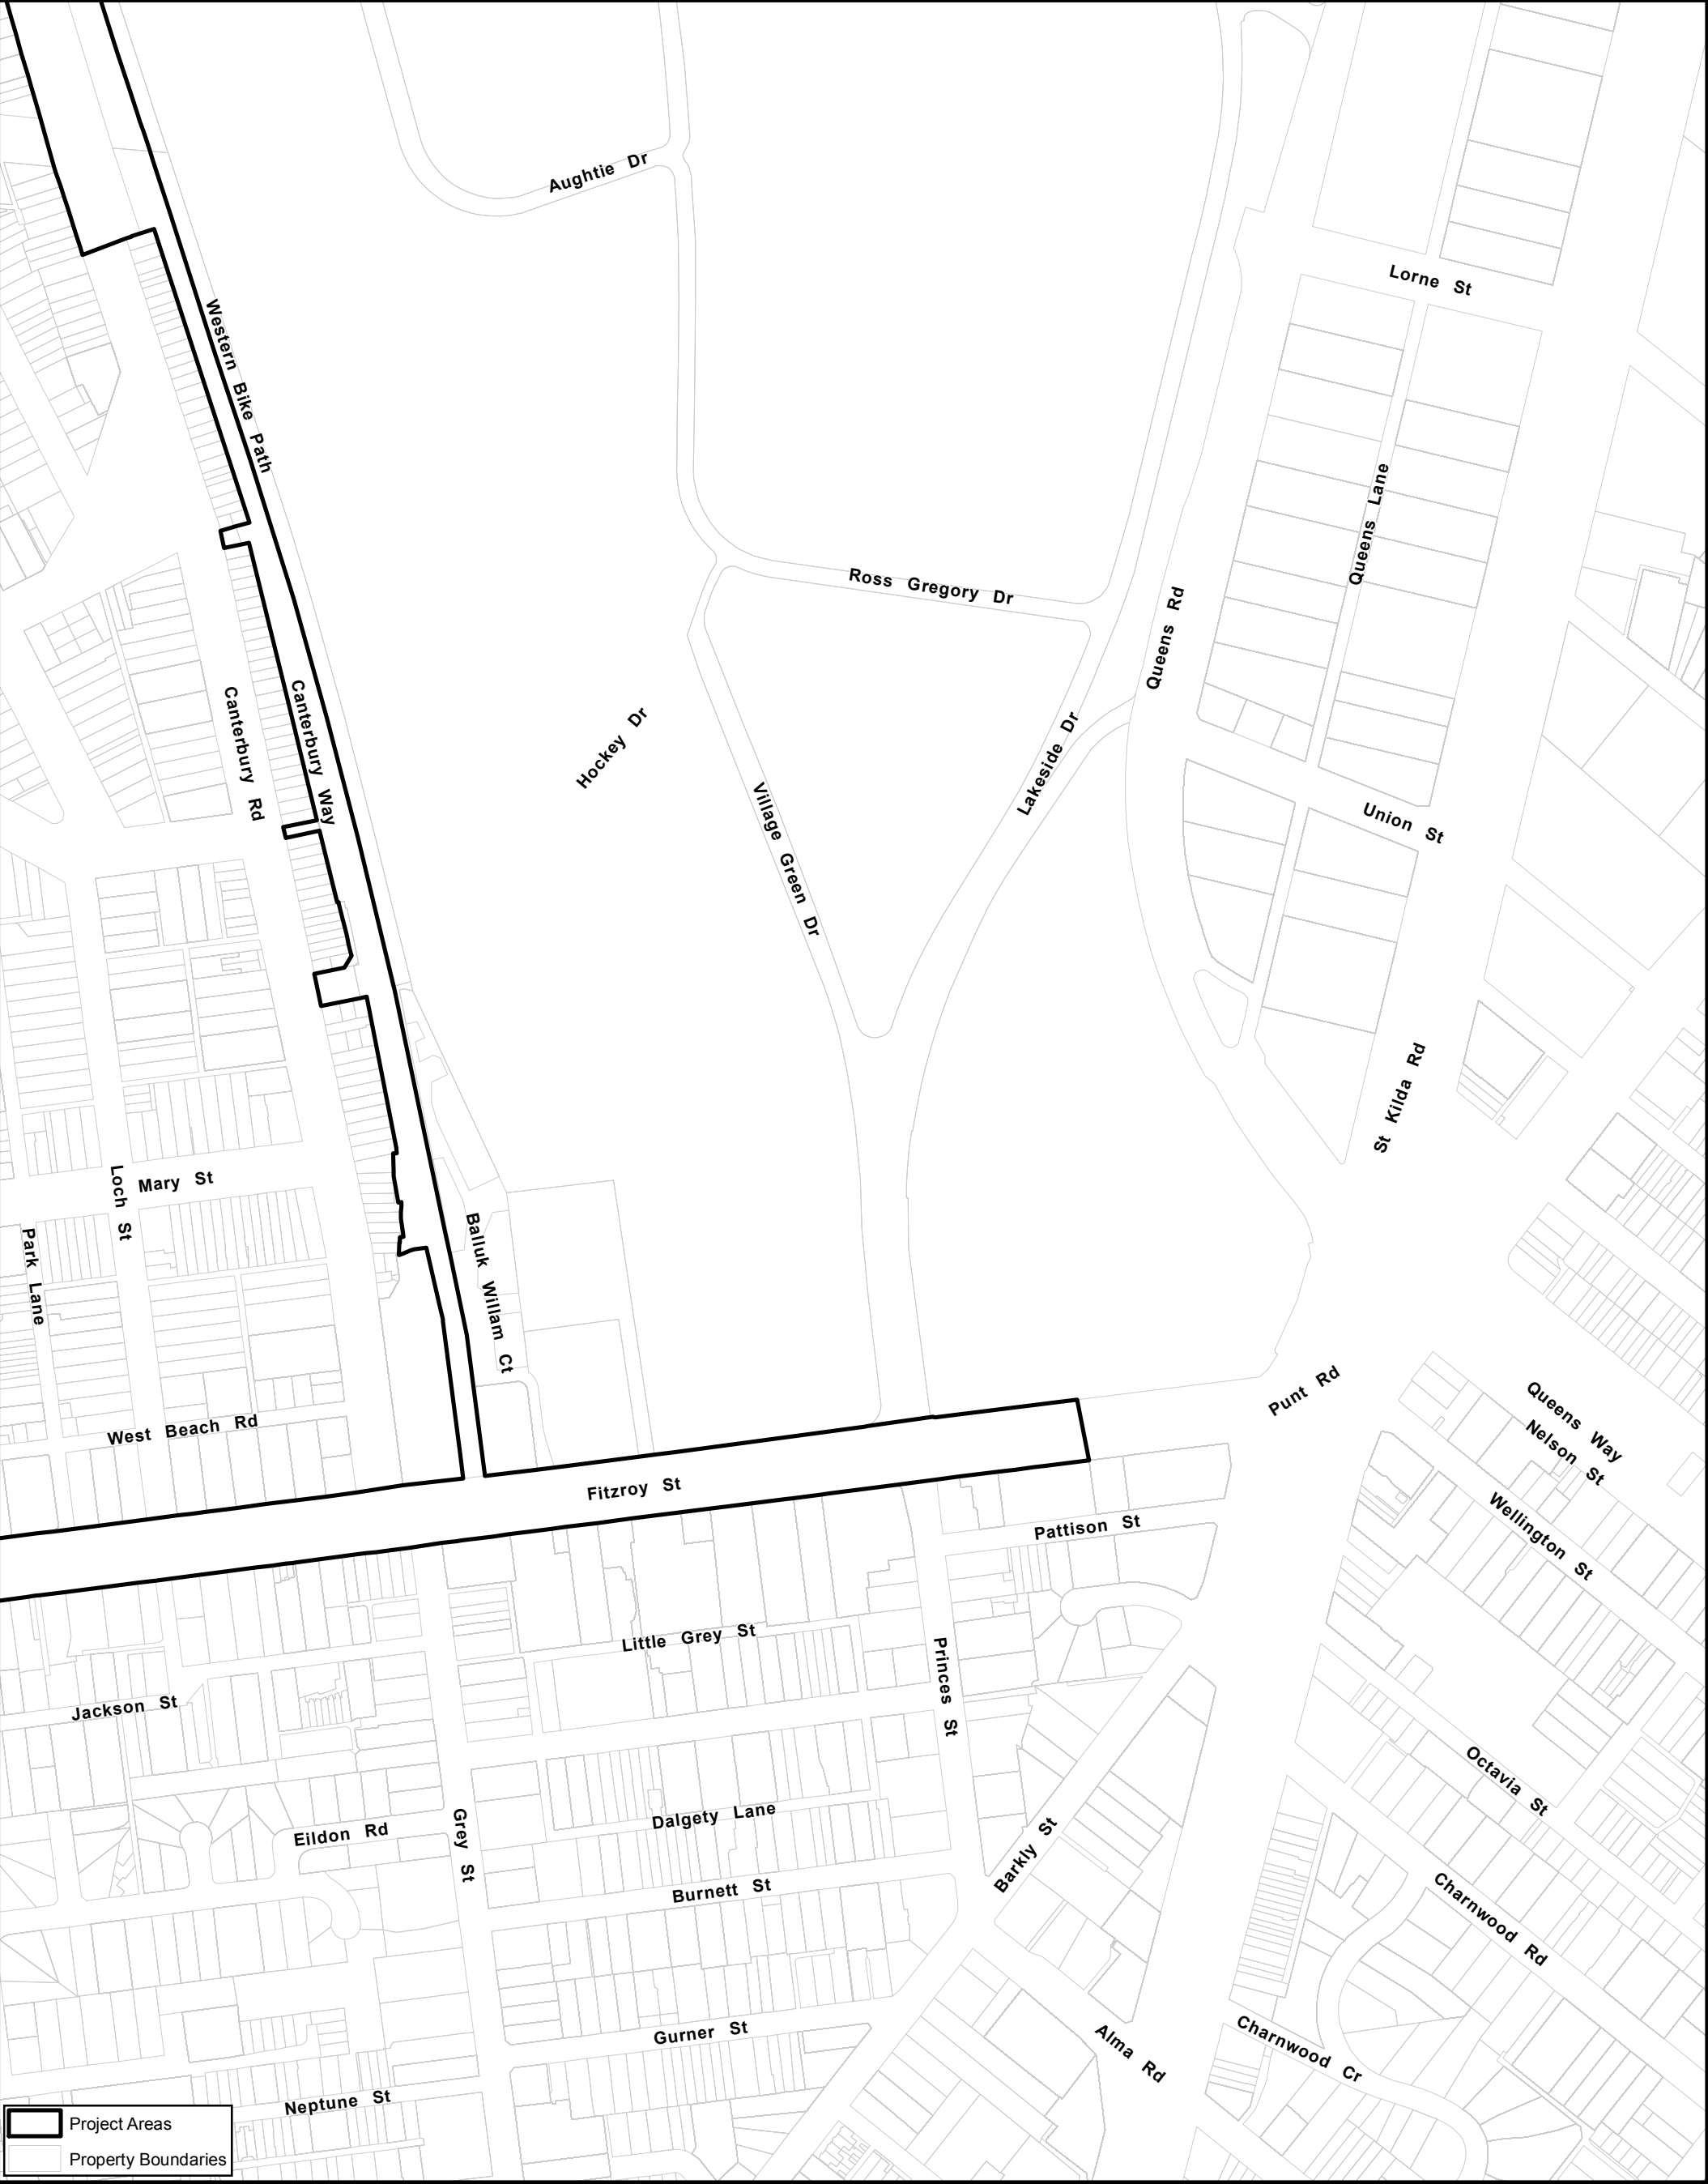 Aughtie Dr
Lorne St
Western Bike Path
Queens Lane
Ross Gregory Dr
Queens Rd
Canterbury Rd
Canterbury Way
Hockey Dr
Lakeside Dr
Village Green Dr
Union St
St Kilda Rd
Loch St
Mary St
Park Lane
Balluk Willam Ct
Punt Rd
Queens Way
Nelson St
West Beach Rd
Fitzroy St
Pattison St
Wellington St
Little Grey St
Princes St
Jackson St
Octavia St
Dalgety Lane
Eildon Rd
Grey St
Barkly St
Burnett St
Charnwood Rd
Gurner St
Alma Rd
Charnwood Cr
Neptune St
Project Areas
Property Boundaries